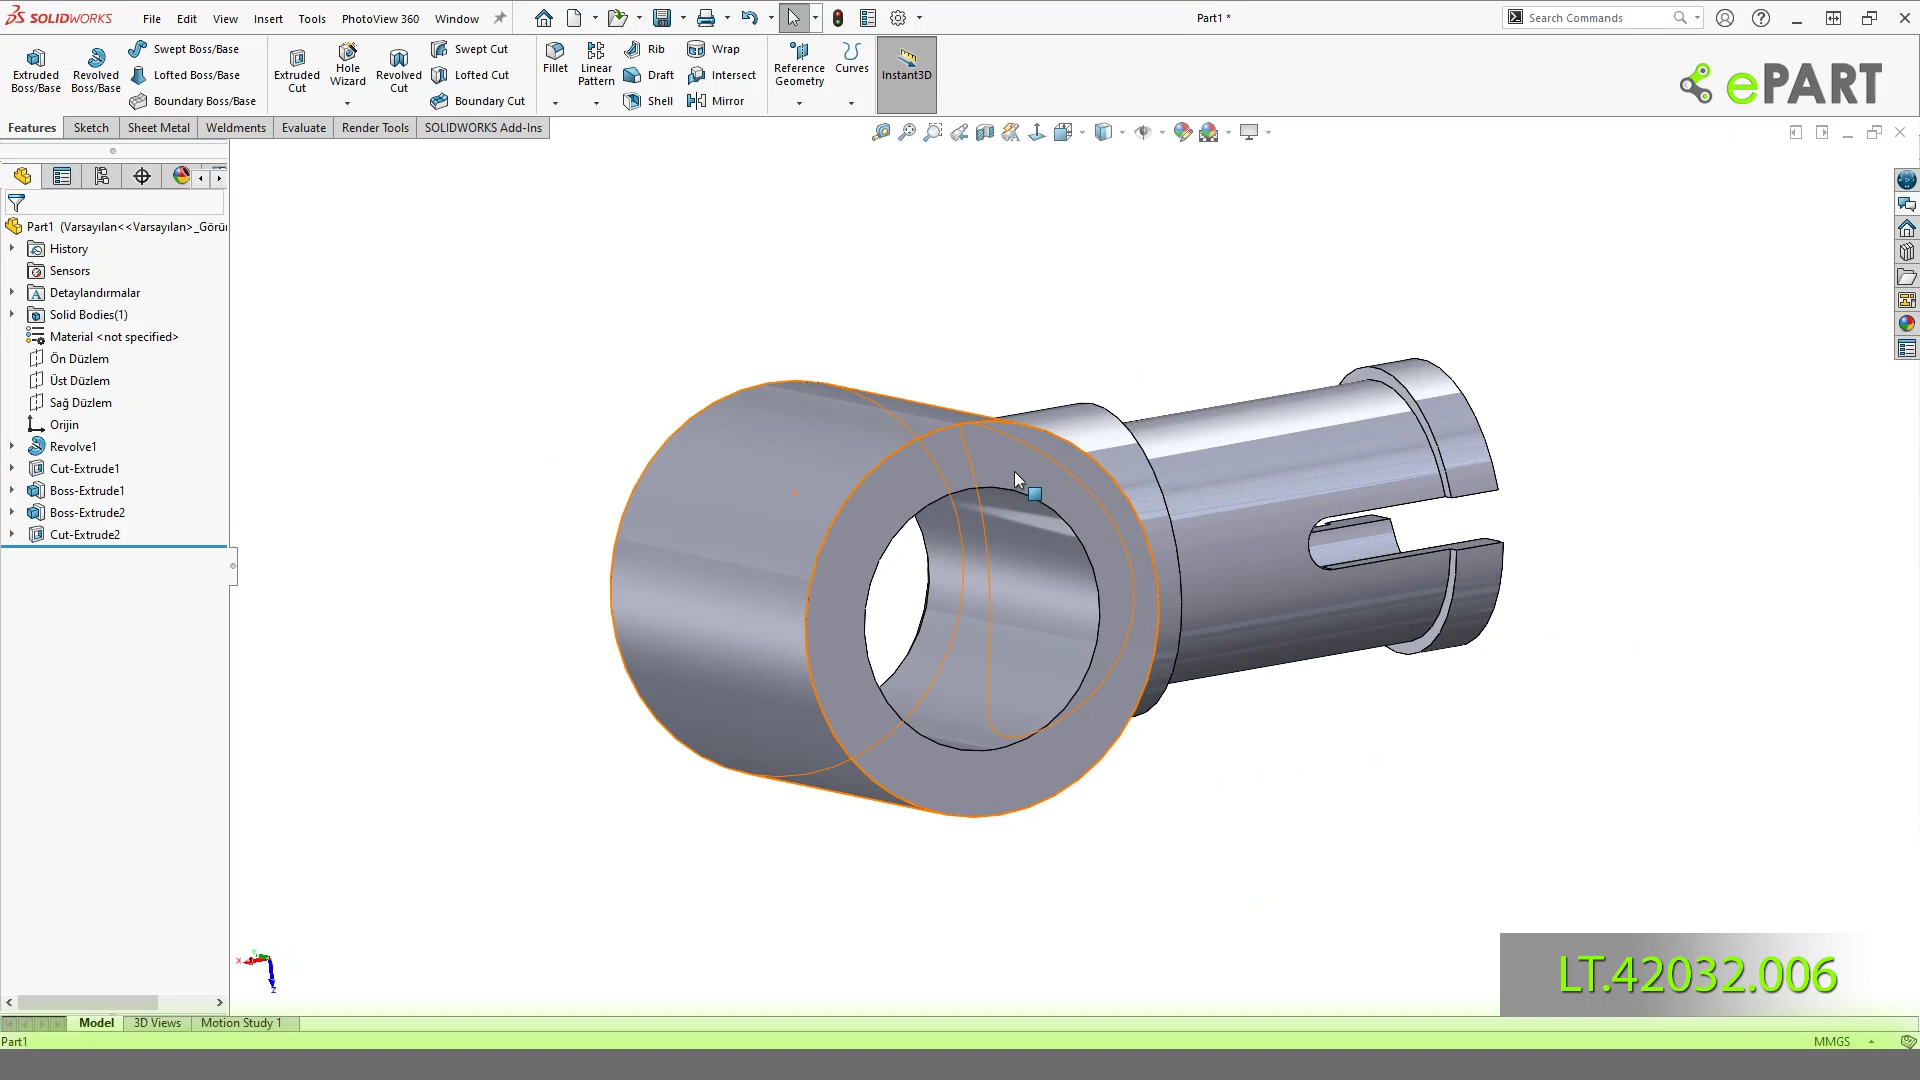 SOLIDWORKS
File
Edit
View
Insert
Tools
PhotoView 360
Window
Part1 *
Search Commands
Extruded Boss/Base
Revolved Boss/Base
Swept Boss/Base
Lofted Boss/Base
Boundary Boss/Base
Extruded Cut
Hole Wizard
Revolved Cut
Swept Cut
Lofted Cut
Boundary Cut
Fillet
Linear Pattern
Rib
Draft
Shell
Wrap
Intersect
Mirror
Reference Geometry
Curves
Instant3D
ePART
Features
Sketch
Sheet Metal
Weldments
Evaluate
Render Tools
SOLIDWORKS Add-Ins
Part1 (Varsayılan<<Varsayılan>_Görü
History
Sensors
Detaylandırmalar
Solid Bodies(1)
Material <not specified>
Ön Düzlem
Üst Düzlem
Sağ Düzlem
Orijin
Revolve1
Cut-Extrude1
Boss-Extrude1
Boss-Extrude2
Cut-Extrude2
LT.42032.006
Model
3D Views
Motion Study 1
Part1
MMGS